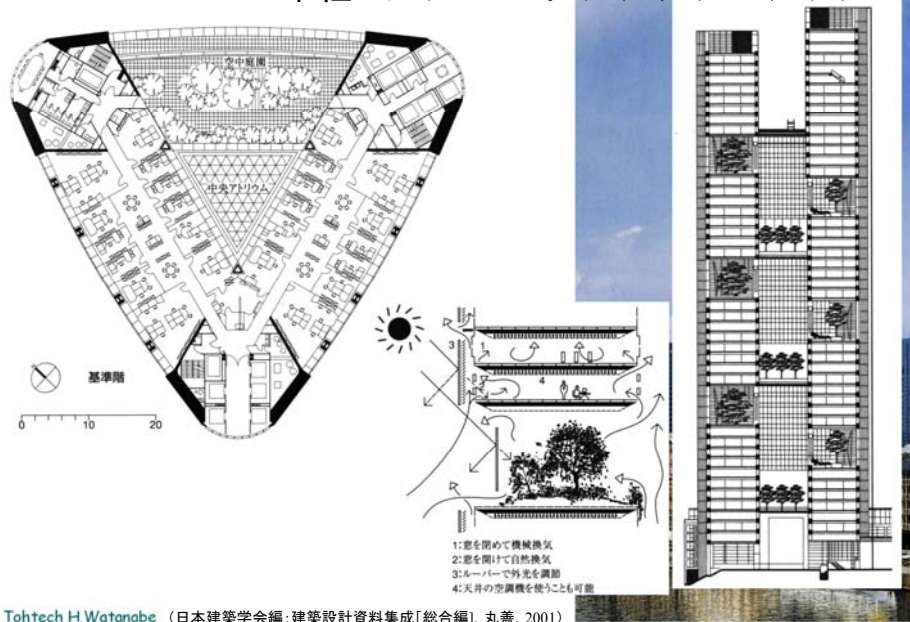 空中庭園
中央アトリウム
基準階
0 10 20
3 1
2 4
1:窓を閉めて機械換気
2:窓を開けて自然換気
3:ルーバーで外光を調節
4:天井の空調機を使うことも可能
Tohtech H Watanabe (日本建築学会編:建築設計資料集成[総合編], 丸善, 2001)